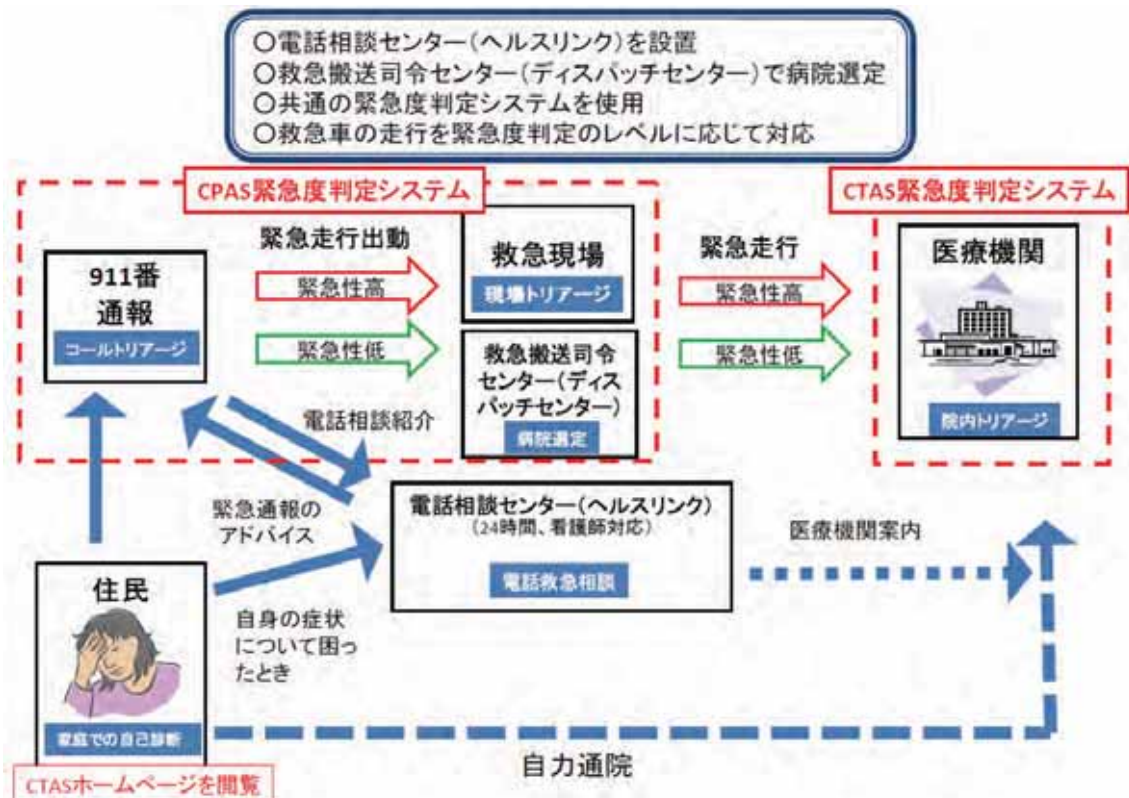 ○電話相談センター(ヘルスリンク)を設置
○救急搬送司令センター(ディスパッチセンター)で病院選定
○共通の緊急度判定システムを使用
○救急車の走行を緊急度判定のレベルに応じて対応
CPAS緊急度判定システム
CTAS緊急度判定システム
911番
通報
コールトリアージ
緊急走行出動
緊急性高
緊急性低
救急現場
現場トリアージ
救急搬送司令
センター(ディス
パッチセンター)
病院選定
緊急走行
緊急性高
緊急性低
医療機関
院内トリアージ
電話相談紹介
緊急通報の
アドバイス
電話相談センター(ヘルスリンク)
(24時間、看護師対応)
電話救急相談
医療機関案内
住民
家庭での自己診断
自身の症状
について困っ
たとき
CTASホームページを閲覧
自力通院